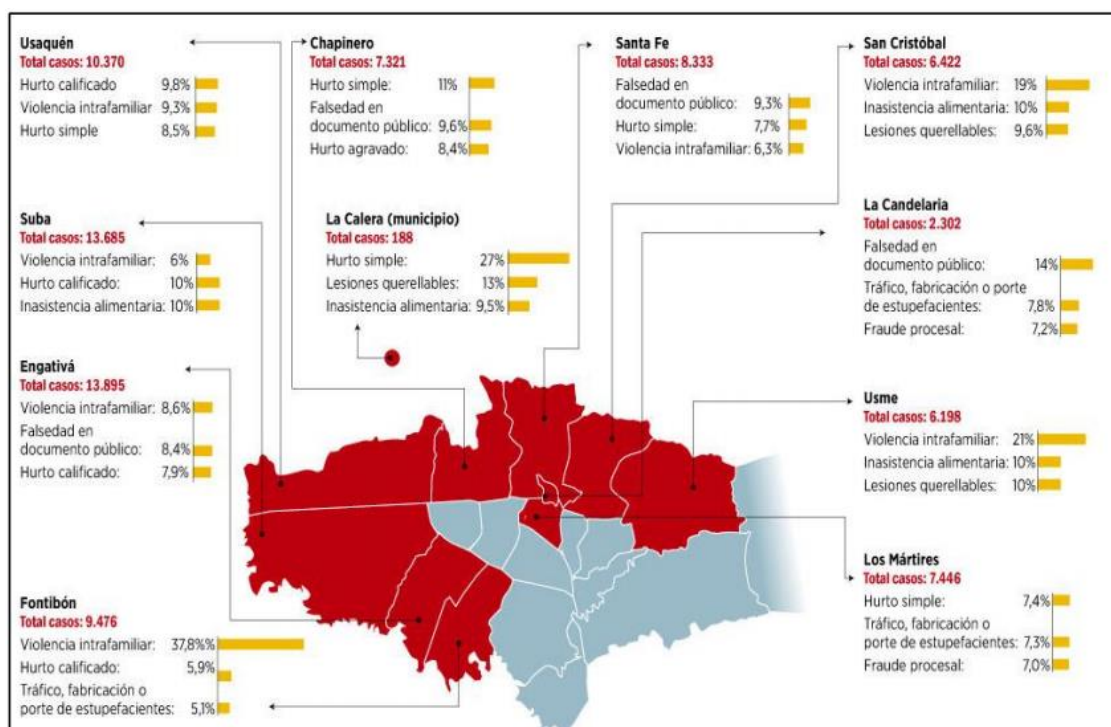 Usaquén
Total casos: 10.370
Hurto calificado 9,8%
Violencia intrafamiliar 9,3%
Hurto simple 8,5%
Chapinero
Total casos: 7.321
Hurto simple: 11%
Falsedad en
documento público: 9,6%
Hurto agravado: 8,4%
Santa Fe
Total casos: 8.333
Falsedad en
documento público: 9,3%
Hurto simple: 7,7%
Violencia intrafamiliar: 6,3%
San Cristóbal
Total casos: 6.422
Violencia intrafamiliar: 19%
Inasistencia alimentaria: 10%
Lesiones querellables: 9,6%
Suba
Total casos: 13.685
Violencia intrafamiliar: 6%
Hurto calificado: 10%
Inasistencia alimentaria: 10%
La Calera (municipio)
Total casos: 188
Hurto simple: 27%
Lesiones querellables: 13%
Inasistencia alimentaria: 9,5%
La Candelaria
Total casos: 2.302
Falsedad en
documento público: 14%
Tráfico, fabricación o porte
de estupefacientes: 7,8%
Fraude procesal: 7,2%
Engativá
Total casos: 13.895
Violencia intrafamiliar: 8,6%
Falsedad en
documento público: 8,4%
Hurto calificado: 7,9%
Usme
Total casos: 6.198
Violencia intrafamiliar: 21%
Inasistencia alimentaria: 10%
Lesiones querellables: 10%
Fontibón
Total casos: 9.476
Violencia intrafamiliar: 37,8%%
Hurto calificado: 5,9%
Tráfico, fabricación o
porte de estupefacientes: 5,1%
Los Mártires
Total casos: 7.446
Hurto simple: 7,4%
Tráfico, fabricación o
porte de estupefacientes: 7,3%
Fraude procesal: 7,0%